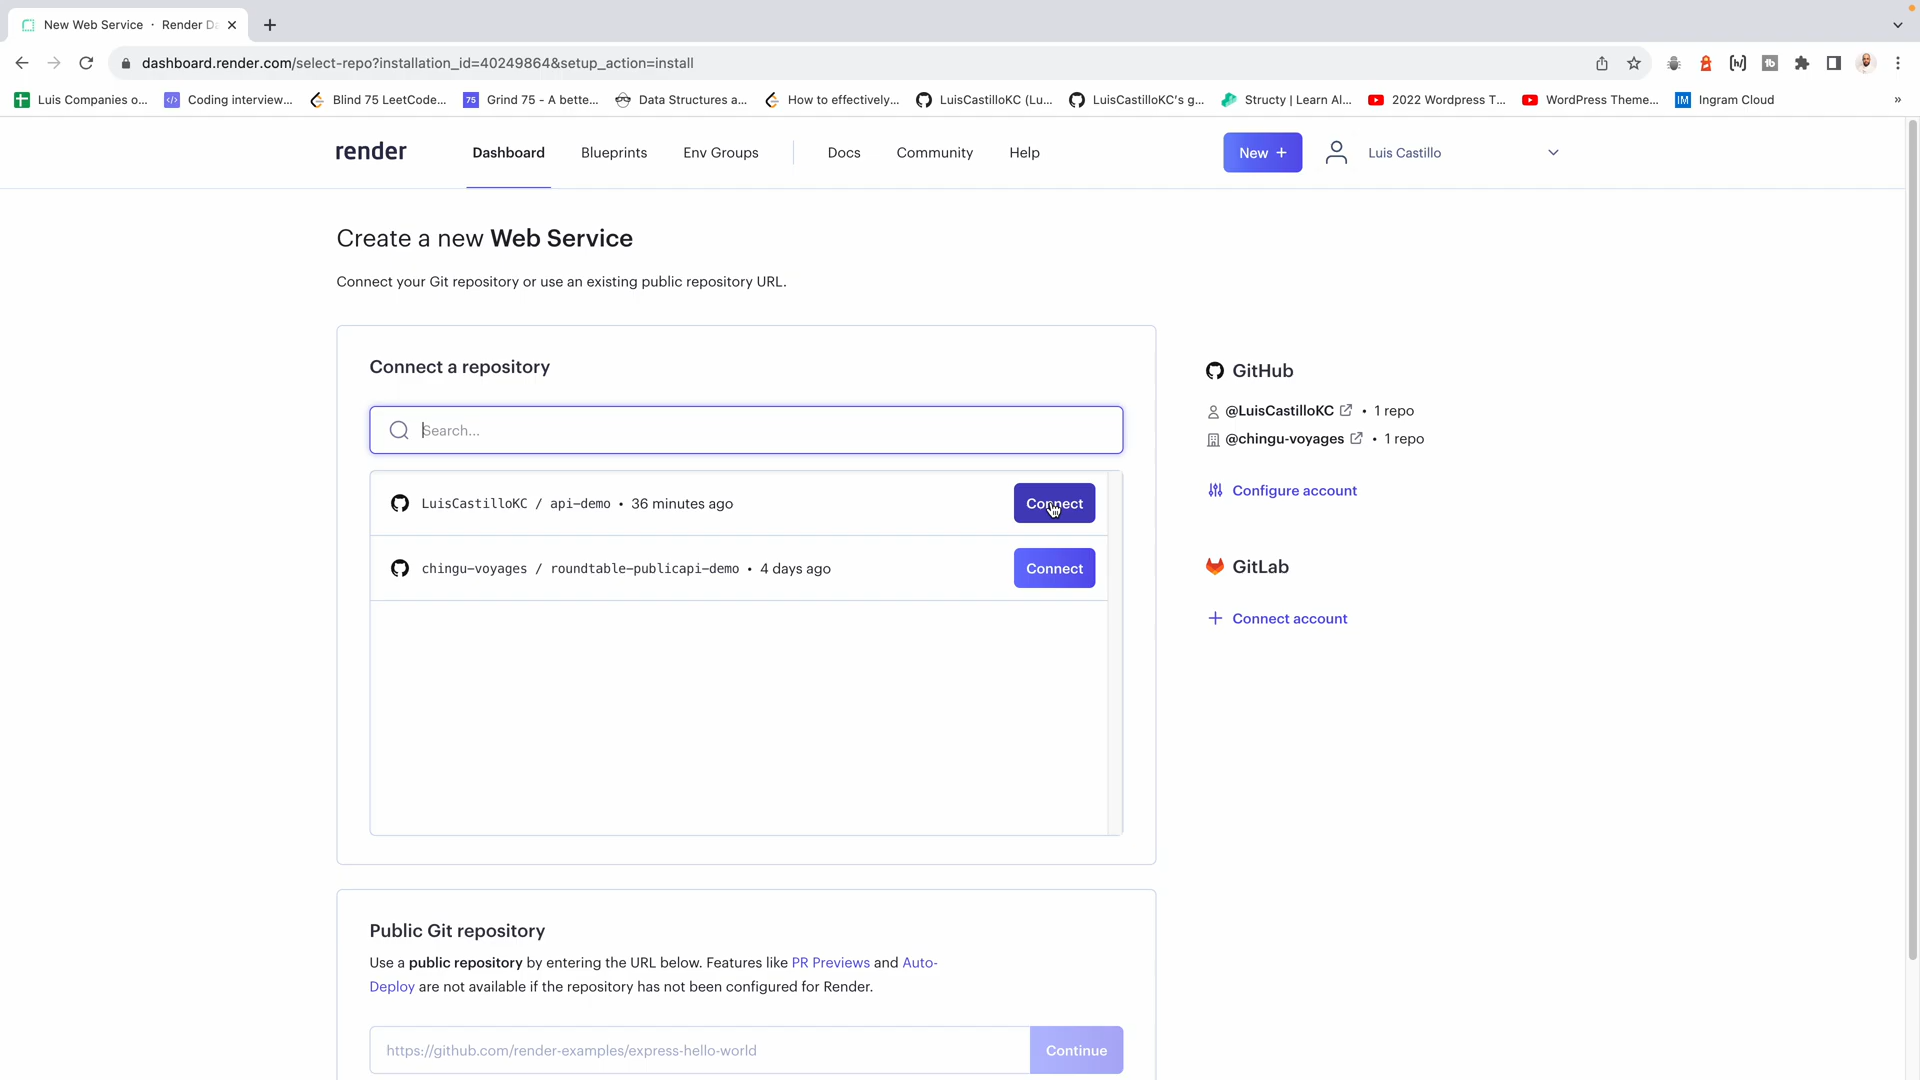 New Web Service · Render Da
dashboard.render.com/select-repo?installation_id=40249864&setup_action=install
Luis Companies o...
Coding interview...
Blind 75 LeetCode...
75
Grind 75 - A bette...
Data Structures a...
How to effectively...
LuisCastilloKC (Lu...
LuisCastilloKC's g...
Structy | Learn Al...
2022 Wordpress T...
WordPress Theme...
IM
Ingram Cloud
»
render
Dashboard
Blueprints
Env Groups
Docs
Community
Help
New +
Luis Castillo
Create a new Web Service
Connect your Git repository or use an existing public repository URL.
Connect a repository
Search...
LuisCastilloKC / api-demo • 36 minutes ago
Connect
chingu-voyages / roundtable-publicapi-demo • 4 days ago
Connect
GitHub
@LuisCastilloKC • 1 repo
@chingu-voyages • 1 repo
Configure account
GitLab
Connect account
Public Git repository
Use a public repository by entering the URL below. Features like PR Previews and Auto-
Deploy are not available if the repository has not been configured for Render.
https://github.com/render-examples/express-hello-world
Continue